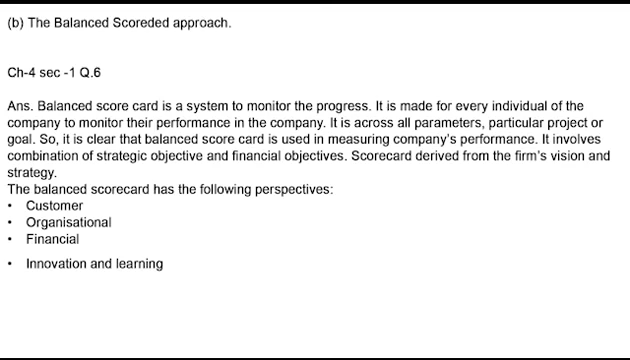 (b) The Balanced Scoreded approach.
Ch-4 sec -1 Q.6
Ans. Balanced score card is a system to monitor the progress. It is made for every individual of the
company to monitor their performance in the company. It is across all parameters, particular project or
goal. So, it is clear that balanced score card is used in measuring company's performance. It involves
combination of strategic objective and financial objectives. Scorecard derived from the firm's vision and
strategy.
The balanced scorecard has the following perspectives:
• Customer
• Organisational
• Financial
• Innovation and learning